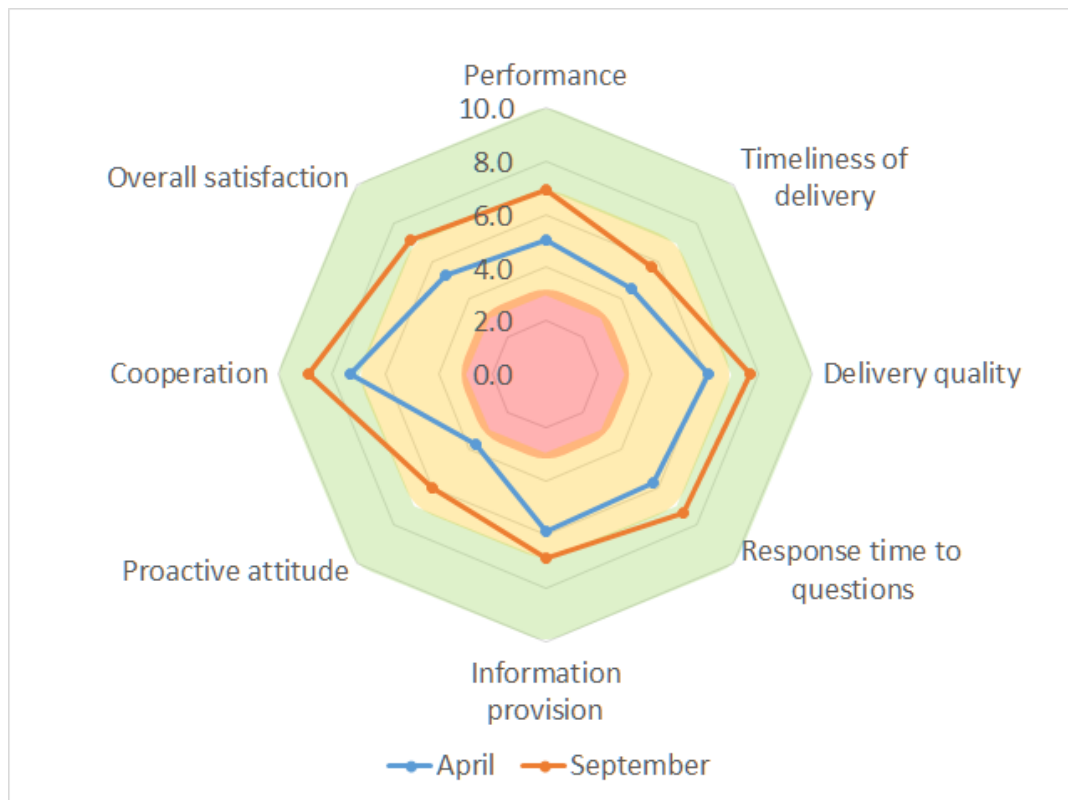 Performance
10.0
Timeliness of
delivery
Overall satisfaction
8.0
6.0
4.0
2.0
0.0
Cooperation
Delivery quality
Proactive attitude
Response time to
questions
Information
provision
April
September